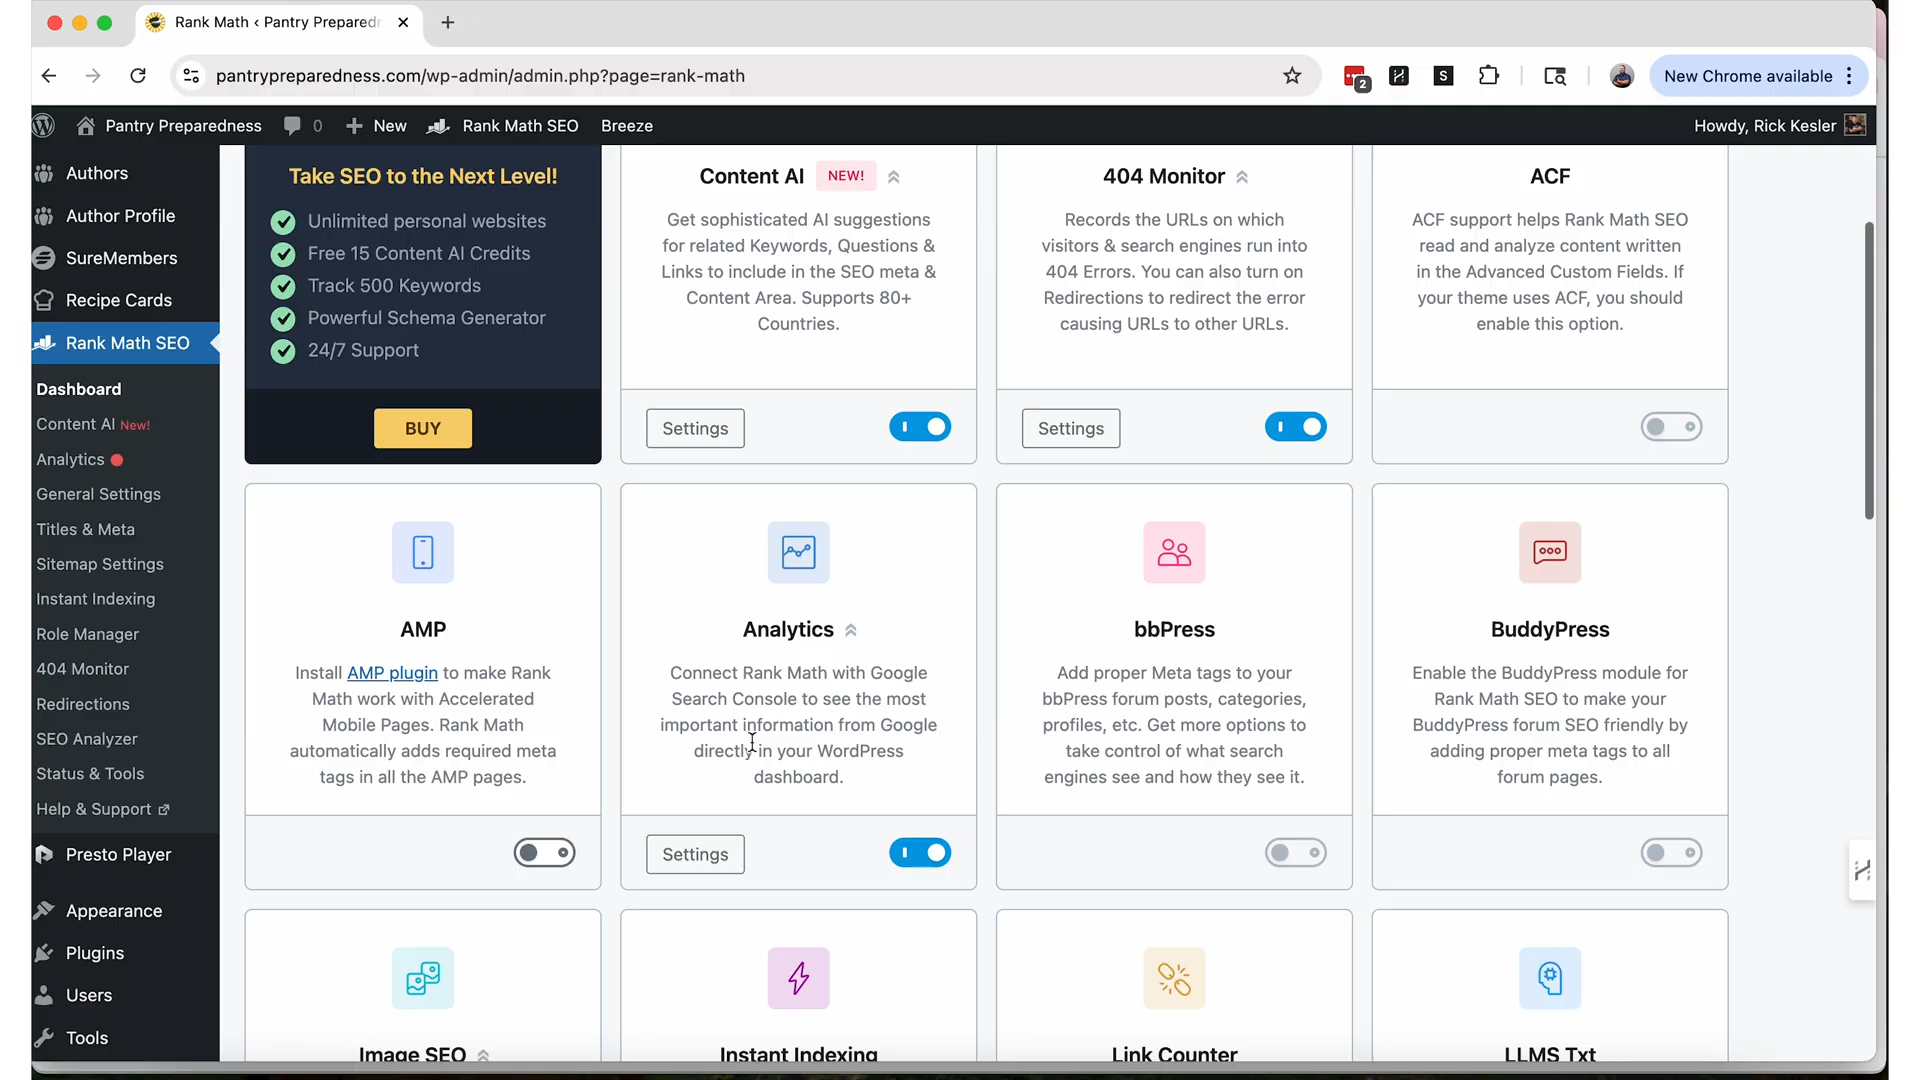 Rank Math ‹ Pantry Preparedn
pantrypreparedness.com/wp-admin/admin.php?page=rank-math
2
S
New Chrome available
Pantry Preparedness
0
New
Rank Math SEO
Breeze
Howdy, Rick Kesler
Authors
Author Profile
SureMembers
Recipe Cards
Rank Math SEO
Dashboard
Content AI New!
Analytics
General Settings
Titles & Meta
Sitemap Settings
Instant Indexing
Role Manager
404 Monitor
Redirections
SEO Analyzer
Status & Tools
Help & Support
Presto Player
Appearance
Plugins
Users
Tools
Take SEO to the Next Level!
Unlimited personal websites
Free 15 Content AI Credits
Track 500 Keywords
Powerful Schema Generator
24/7 Support
BUY
Content AI NEW!
Get sophisticated AI suggestions
for related Keywords, Questions &
Links to include in the SEO meta &
Content Area. Supports 80+
Countries.
Settings
404 Monitor
Records the URLs on which
visitors & search engines run into
404 Errors. You can also turn on
Redirections to redirect the error
causing URLs to other URLs.
Settings
ACF
ACF support helps Rank Math SEO
read and analyze content written
in the Advanced Custom Fields. If
your theme uses ACF, you should
enable this option.
AMP
Install AMP plugin to make Rank
Math work with Accelerated
Mobile Pages. Rank Math
automatically adds required meta
tags in all the AMP pages.
Analytics
Connect Rank Math with Google
Search Console to see the most
important information from Google
directly in your WordPress
dashboard.
Settings
bbPress
Add proper Meta tags to your
bbPress forum posts, categories,
profiles, etc. Get more options to
take control of what search
engines see and how they see it.
BuddyPress
Enable the BuddyPress module for
Rank Math SEO to make your
BuddyPress forum SEO friendly by
adding proper meta tags to all
forum pages.
Image SEO
Instant Indexing
Link Counter
LLMS Txt